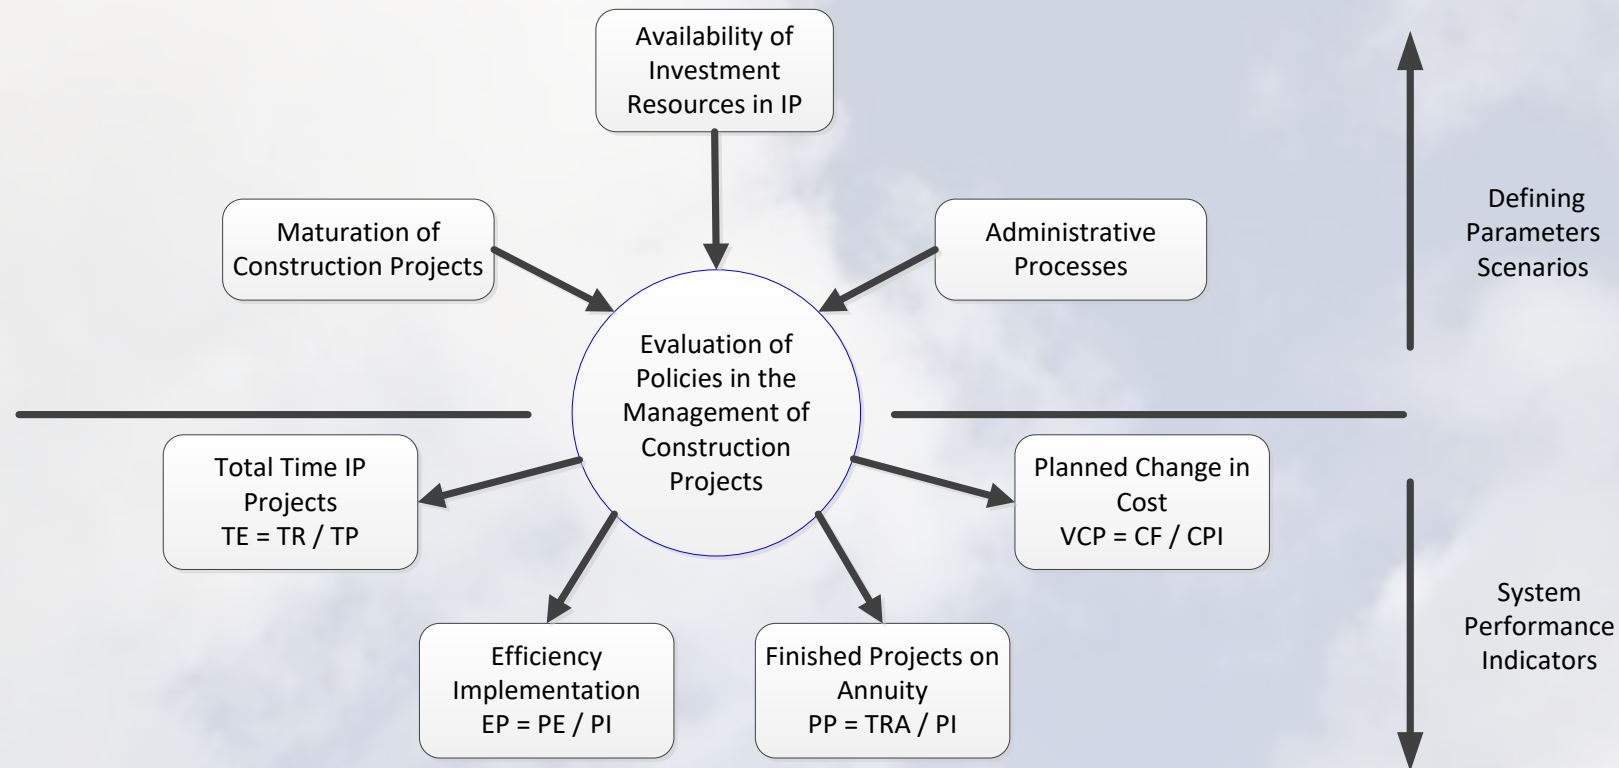 Availability of
Investment
Resources in IP
Maturation of
Construction Projects
Administrative
Processes
Defining
Parameters
Scenarios
Evaluation of
Policies in the
Management of
Construction
Projects
Total Time IP
Projects
TE = TR / TP
Planned Change in
Cost
VCP = CF / CPI
Efficiency
Implementation
EP = PE / PI
Finished Projects on
Annuity
PP = TRA / PI
System
Performance
Indicators